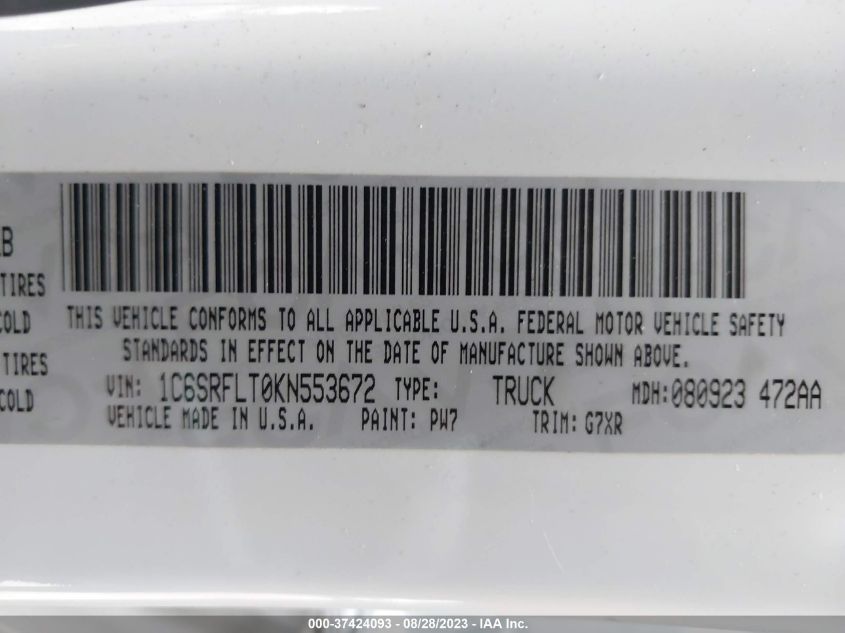 TIRES
COLD
TIRES
COLD
THIS VEHICLE CONFORMS TO ALL APPLICABLE U.S.A. FEDERAL MOTOR VEHICLE SAFETY
STANDARDS IN EFFECT ON THE DATE OF MANUFACTURE SHOWN ABOVE.
VIN: 1C6SRFLT0KN553672 TYPE: TRUCK MDH:080923 472AA
VEHICLE MADE IN U.S.A. PAINT: PW7 TRIM: G7XR
000-37424093 - 08/28/2023 - IAA Inc.